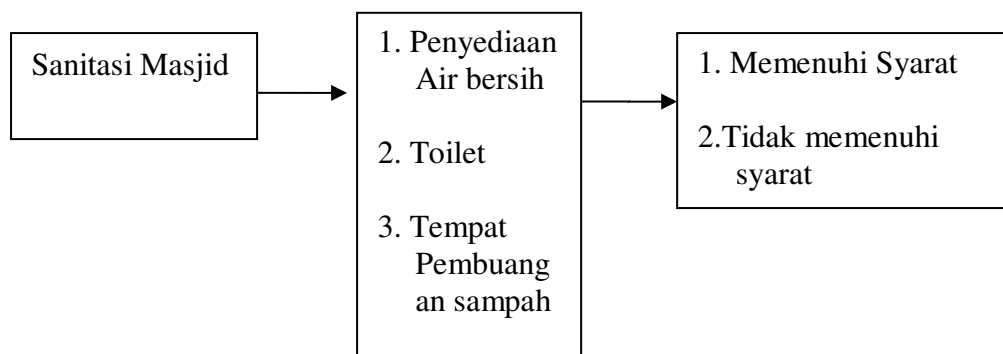 Sanitasi Masjid
1. Penyediaan
Air bersih
2. Toilet
3. Tempat
Pembuang
an sampah
1. Memenuhi Syarat
2.Tidak memenuhi
syarat